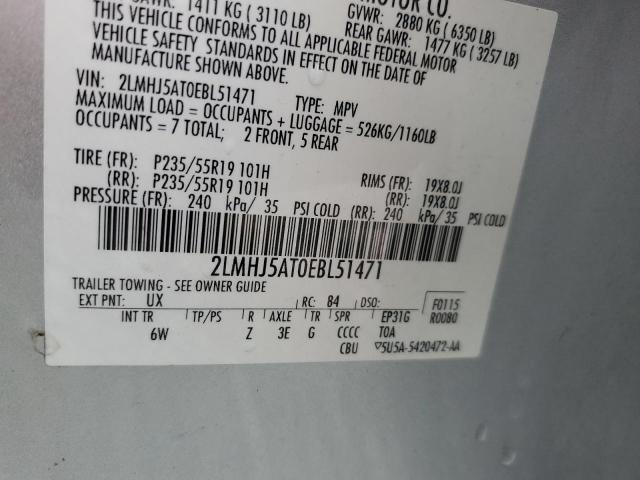 MOTOR CO.
GAWR: 1411 KG ( 3110 LB) GVWR: 2880 KG ( 6350 LB)
REAR GAWR: 1477 KG ( 3257 LB)
THIS VEHICLE CONFORMS TO ALL APPLICABLE FEDERAL MOTOR
VEHICLE SAFETY STANDARDS IN EFFECT ON THE DATE OF
MANUFACTURE SHOWN ABOVE.
VIN: 2LMHJ5AT0EBL51471 TYPE: MPV
MAXIMUM LOAD = OCCUPANTS + LUGGAGE = 526KG/1160LB
OCCUPANTS = 7 TOTAL; 2 FRONT, 5 REAR
TIRE (FR): P235/55R19 101H RIMS (FR): 19X8.0J
(RR): P235/55R19 101H (RR): 19X8.0J
PRESSURE (FR): 240 kPa/ 35 PSI COLD (RR): 240 kPa/ 35 PSI COLD
2LMHJ5AT0EBL51471
TRAILER TOWING - SEE OWNER GUIDE
EXT PNT: UX RC: 84 DSO: F0115
INT TR TP/PS R AXLE TR SPR EP31G R0080
6W Z 3E G CCCC T0A
CBU 5U5A-5420472-AA